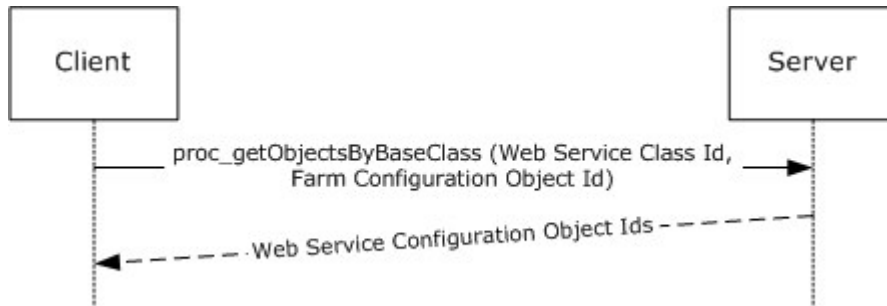 Client
Server
proc_getObjectsByBaseClass (Web Service Class Id,
Farm Configuration Object Id)
Web Service Configuration Object Ids